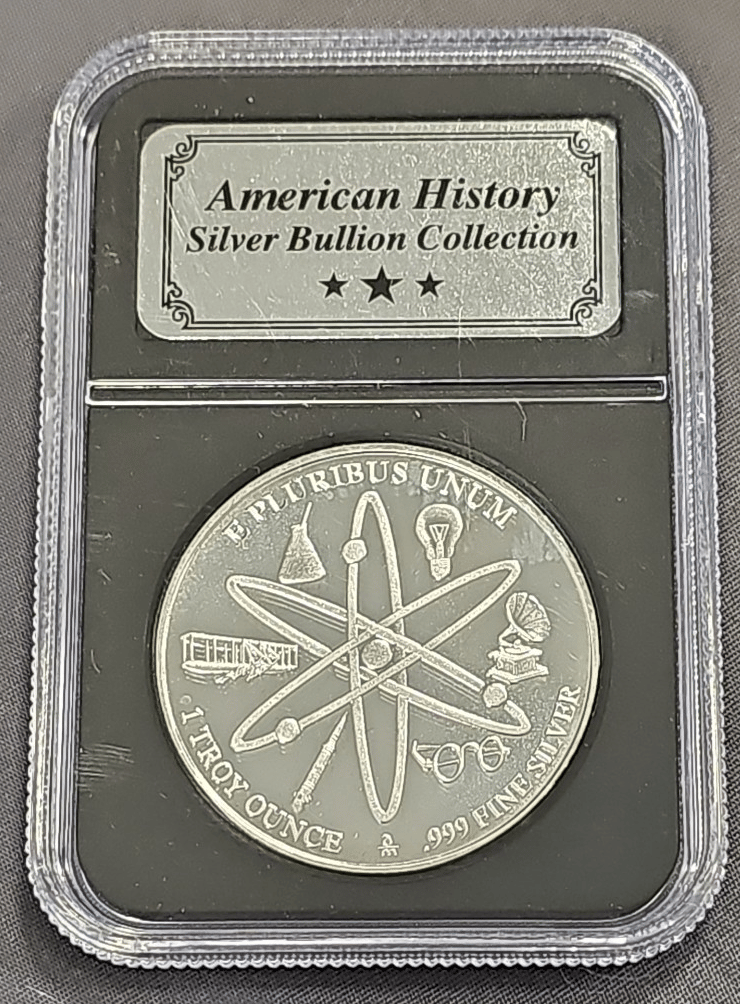 American History
Silver Bullion Collection
E PLURIBUS UNUM
1 TROY OUNCE
.999 FINE SILVER